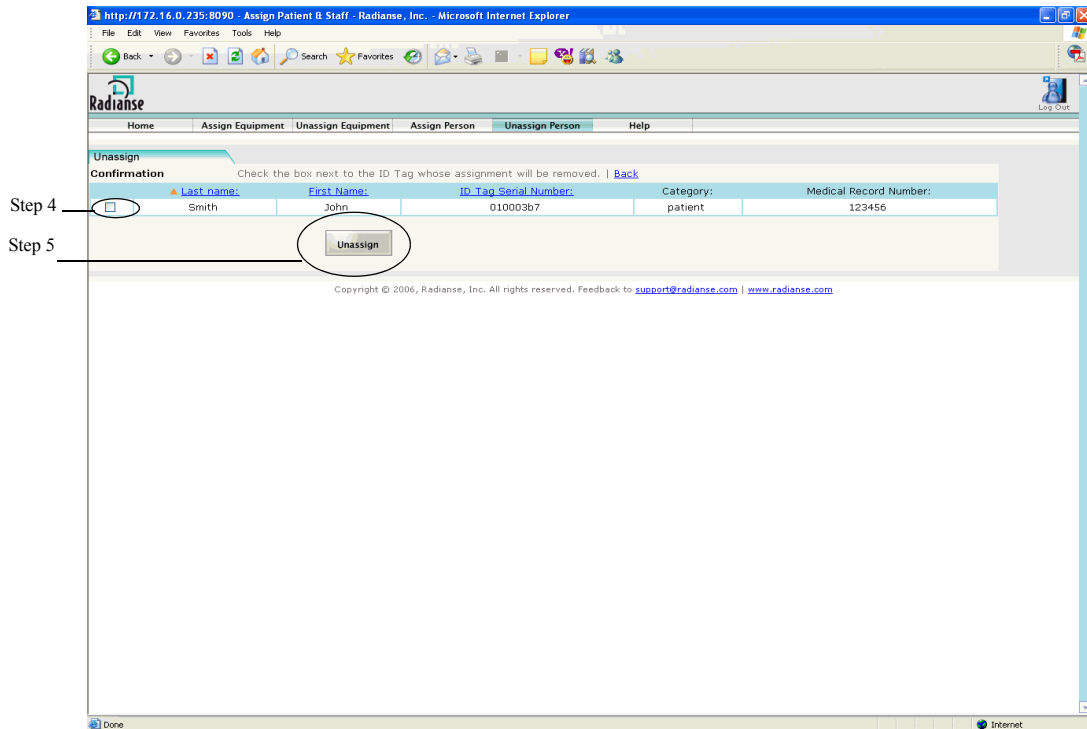 http://172.16.0.235:8090 - Assign Patient & Staff - Radianse, Inc. - Microsoft Internet Explorer
File Edit View Favorites Tools Help
Back Search Favorites
Radianse
Log Out
Home Assign Equipment Unassign Equipment Assign Person Unassign Person Help
Unassign
Confirmation Check the box next to the ID Tag whose assignment will be removed. | Back
Last name: First Name: ID Tag Serial Number: Category: Medical Record Number:
Step 4 Smith John 010003b7 patient 123456
Step 5 Unassign
Copyright © 2006, Radianse, Inc. All rights reserved. Feedback to support@radianse.com | www.radianse.com
Done Internet